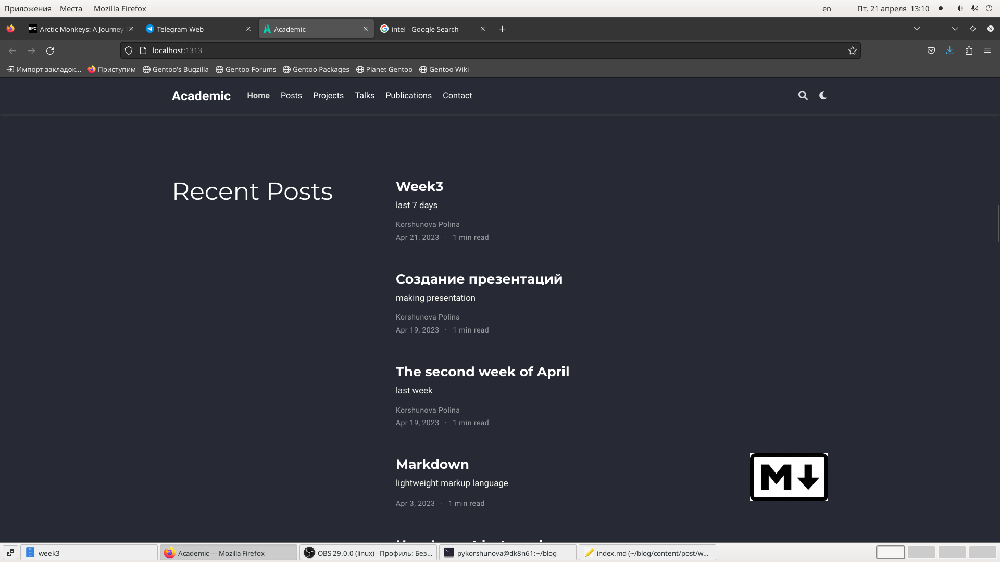 Приложения Места Mozilla Firefox en Пт, 21 апреля 13:10
RPC Arctic Monkeys: A Journey Telegram Web Academic intel - Google Search
localhost:1313
Импорт закладок... Приступим Gentoo's Bugzilla Gentoo Forums Gentoo Packages Planet Gentoo Gentoo Wiki
Academic Home Posts Projects Talks Publications Contact
Recent Posts
Week3
last 7 days
Korshunova Polina
Apr 21, 2023 · 1 min read
Создание презентаций
making presentation
Korshunova Polina
Apr 19, 2023 · 1 min read
The second week of April
last week
Korshunova Polina
Apr 19, 2023 · 1 min read
Markdown
lightweight markup language
Apr 3, 2023 · 1 min read
M
week3 Academic — Mozilla Firefox OBS 29.0.0 (linux) - Профиль: Без... pykorshunova@dk8n61:~/blog index.md (~/blog/content/post/w...